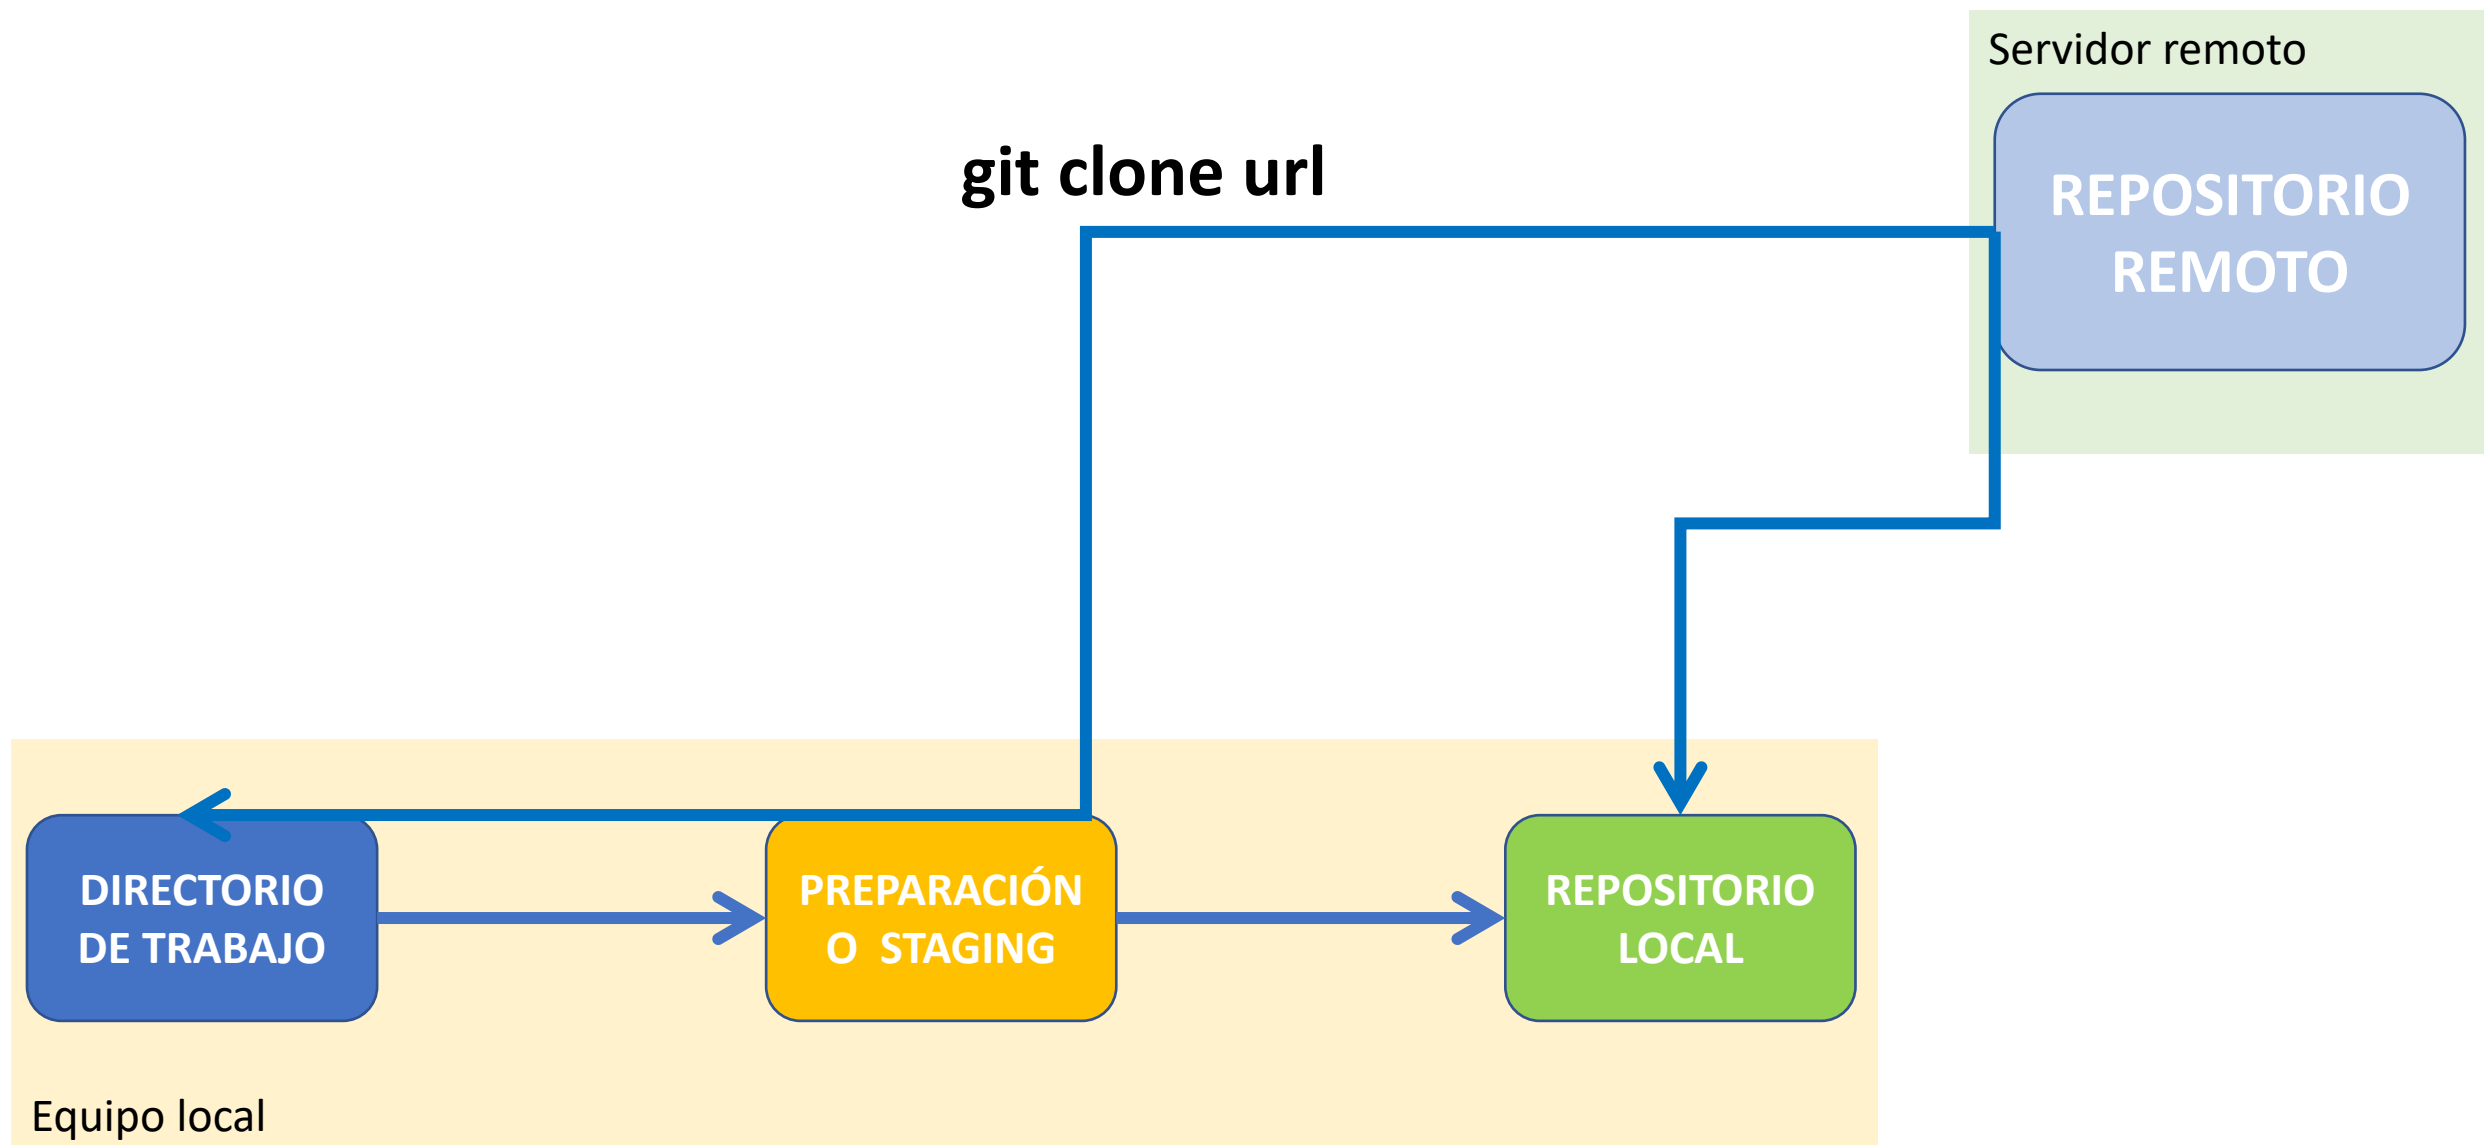 Servidor remoto
git clone url
REPOSITORIO
REMOTO
DIRECTORIO
DE TRABAJO
PREPARACIÓN
O  STAGING
REPOSITORIO
LOCAL
Equipo local